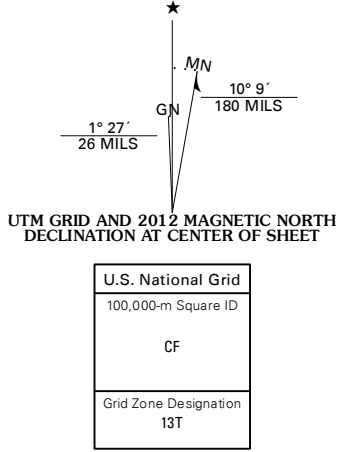 ★
MN
GN
10° 9´
180 MILS
1° 27´
26 MILS
UTM GRID AND 2012 MAGNETIC NORTH
DECLINATION AT CENTER OF SHEET
U.S. National Grid
100,000-m Square ID
CF
Grid Zone Designation
13T